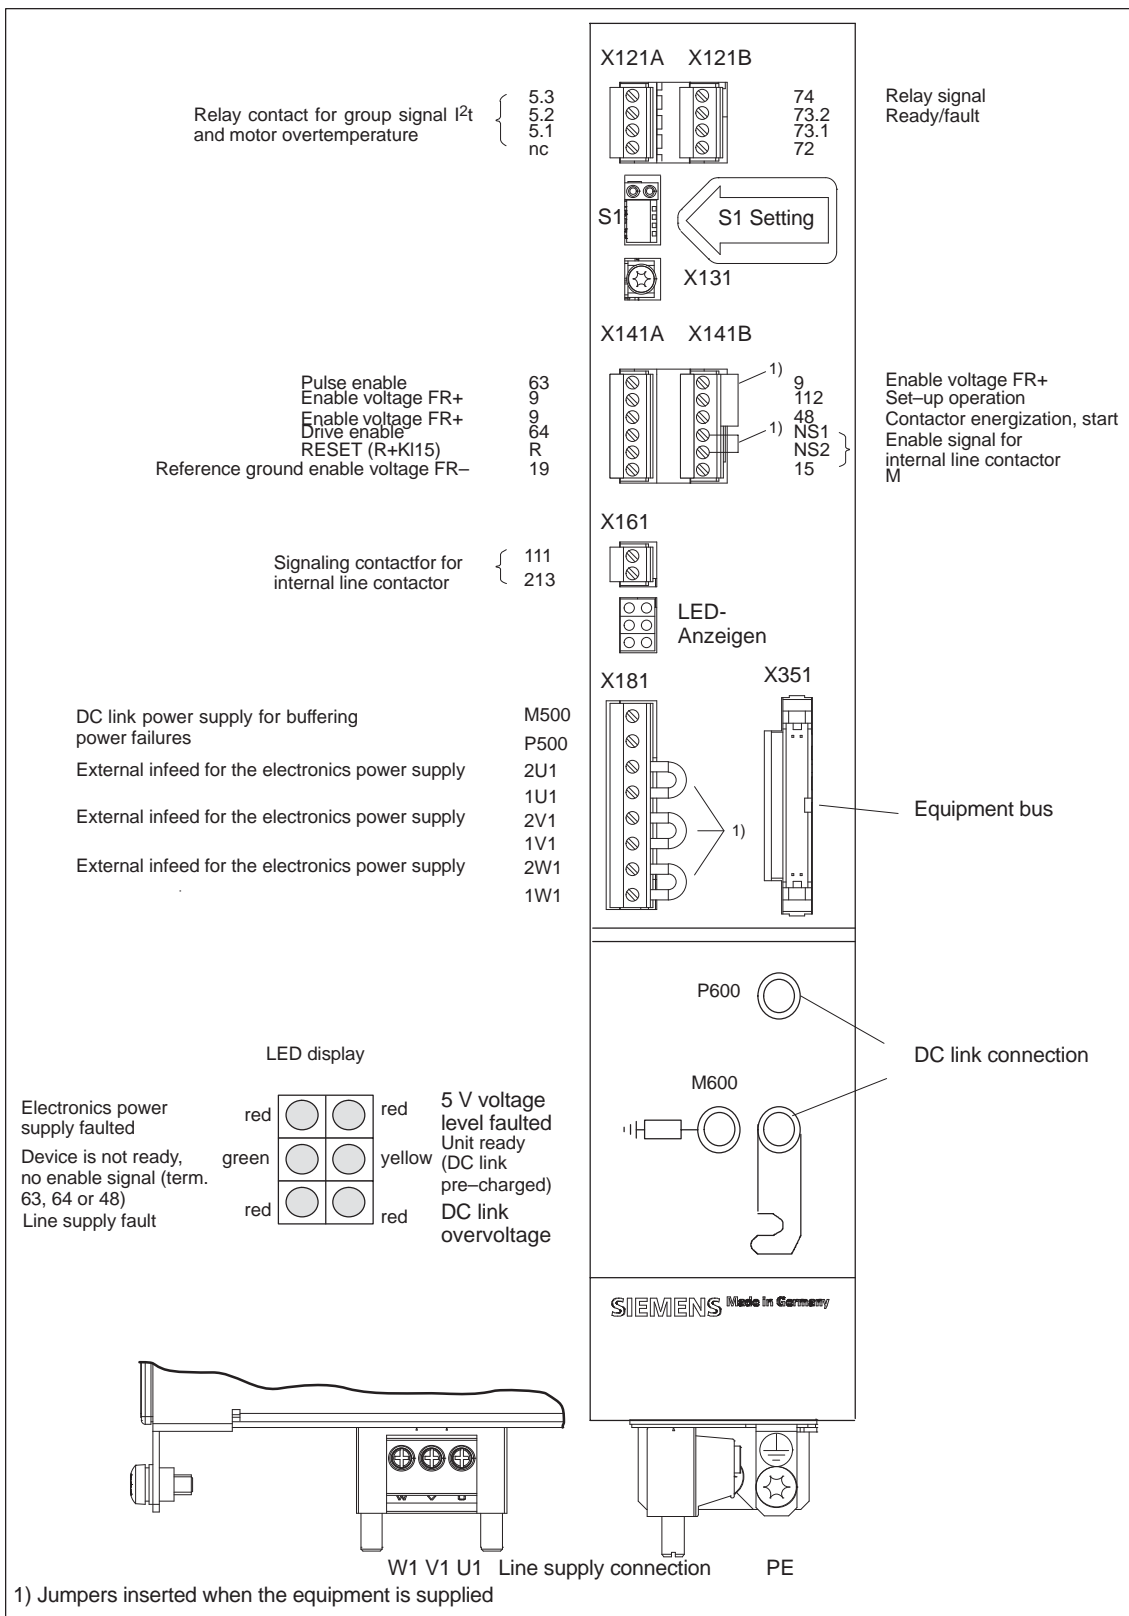 X121A X121B
Relay contact for group signal I2t
and motor overtemperature
5.3
5.2
5.1
nc
74
73.2
73.1
72
Relay signal
Ready/fault
S1
S1 Setting
X131
X141A X141B
Pulse enable 63
Enable voltage FR+ 9
Enable voltage FR+ 9
Drive enable 64
RESET (R+Kl15) R
Reference ground enable voltage FR– 19
1)
1)
9 Enable voltage FR+
112 Set–up operation
48 Contactor energization, start
NS1 Enable signal for
NS2 internal line contactor
15 M
X161
Signaling contactfor for
internal line contactor
111
213
LED-
Anzeigen
X181
X351
DC link power supply for buffering
power failures
M500
P500
External infeed for the electronics power supply 2U1
1U1
External infeed for the electronics power supply 2V1
1V1
External infeed for the electronics power supply 2W1
1W1
1)
Equipment bus
P600
DC link connection
M600
LED display
Electronics power
supply faulted
red
red
5 V voltage
level faulted
Device is not ready,
no enable signal (term.
63, 64 or 48)
green
yellow
Unit ready
(DC link
pre–charged)
Line supply fault
red
red
DC link
overvoltage
SIEMENS Made in Germany
W V U
W1 V1 U1 Line supply connection PE
1) Jumpers inserted when the equipment is supplied